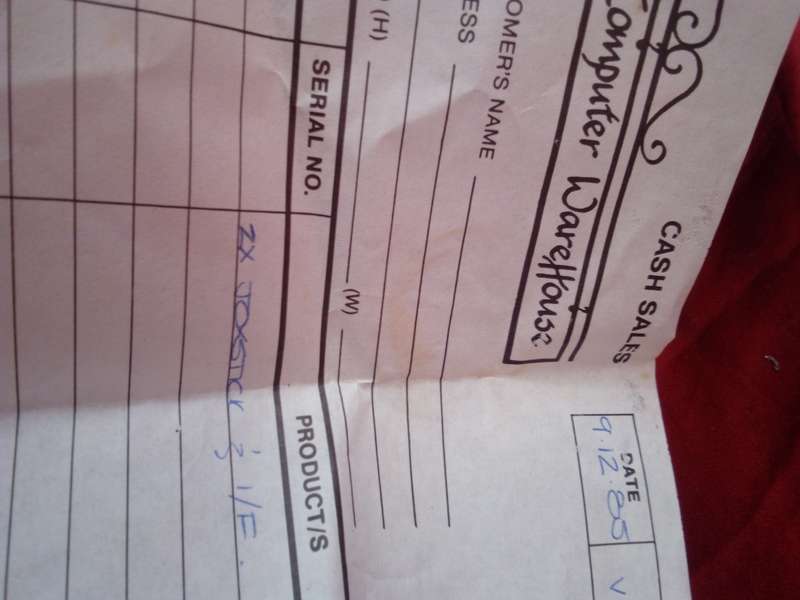 CASH SALES
Computer WareHouse
DATE
9.12.85
OMER'S NAME
ESS
(H) (W)
SERIAL NO. PRODUCT/S
ZX JOYSTICK & I/F.